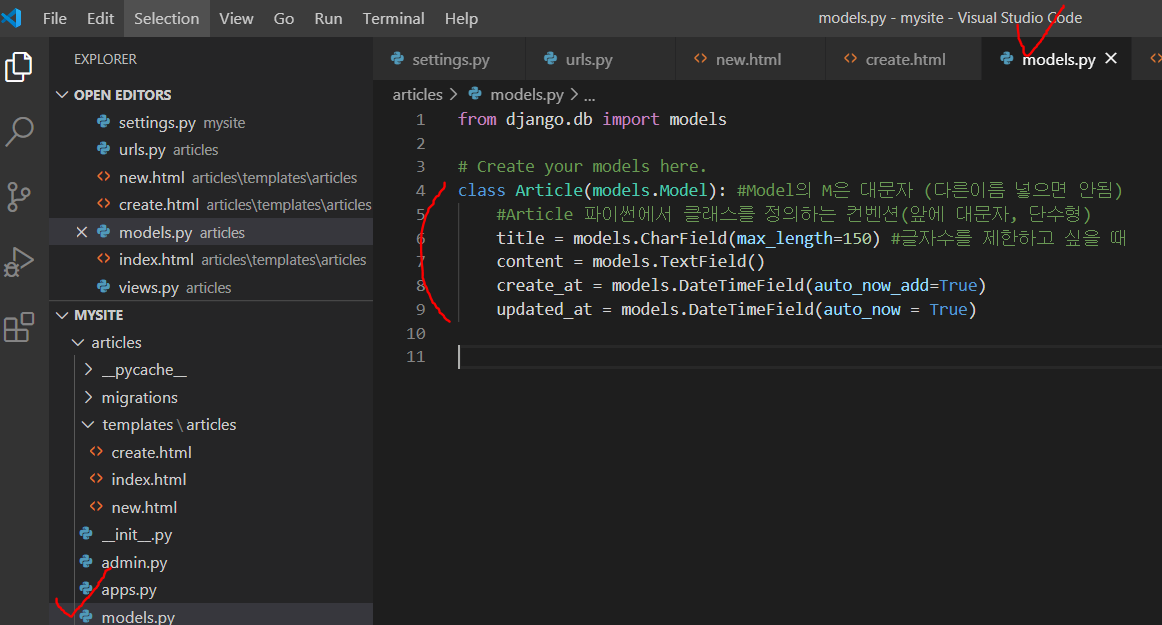 File Edit Selection View Go Run Terminal Help models.py - mysite - Visual Studio Code
EXPLORER
OPEN EDITORS
settings.py mysite
urls.py articles
new.html articles\templates\articles
create.html articles\templates\articles
models.py articles
index.html articles\templates\articles
views.py articles
MYSITE
articles
__pycache__
migrations
templates \ articles
create.html
index.html
new.html
__init__.py
admin.py
apps.py
models.py
settings.py urls.py new.html create.html models.py
articles > models.py > ...
1 from django.db import models
2
3 # Create your models here.
4 class Article(models.Model): #Model의 M은 대문자 (다른이름 넣으면 안됨)
5 #Article 파이썬에서 클래스를 정의하는 컨벤션(앞에 대문자, 단수형)
6 title = models.CharField(max_length=150) #글자수를 제한하고 싶을 때
7 content = models.TextField()
8 create_at = models.DateTimeField(auto_now_add=True)
9 updated_at = models.DateTimeField(auto_now = True)
10
11